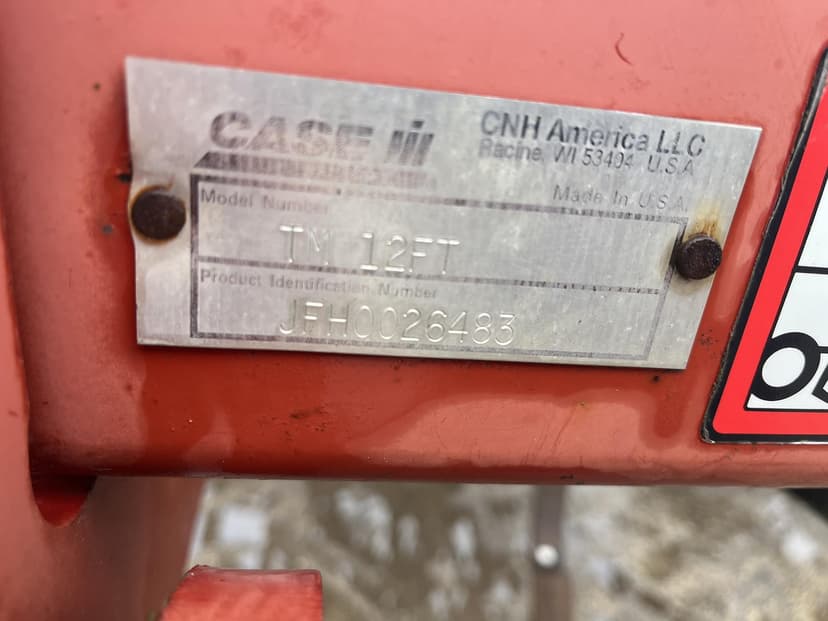 CASE IH
CNH America LLC
Racine, WI 53404 U.S.A.
Made In U.S.A.
Model Number
TM 12FT
Product Identification Number
JFH0026483